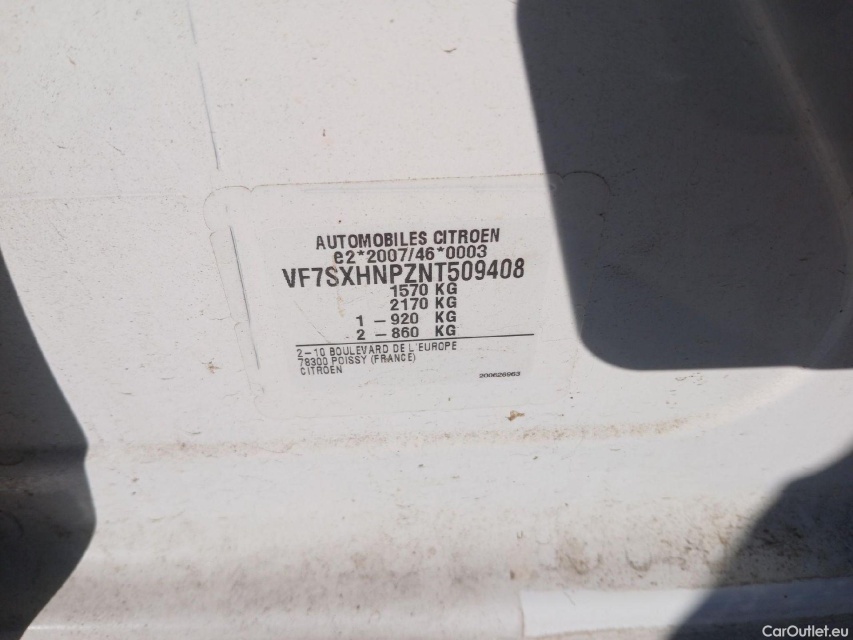 AUTOMOBILES CITROEN
e2*2007/46*0003
VF7SXHNPZNT509408
1570 KG
2170 KG
1 – 920 KG
2 – 860 KG
2–10 BOULEVARD DE L'EUROPE
78300 POISSY (FRANCE)
CITROEN
200626963
CarOutlet.eu